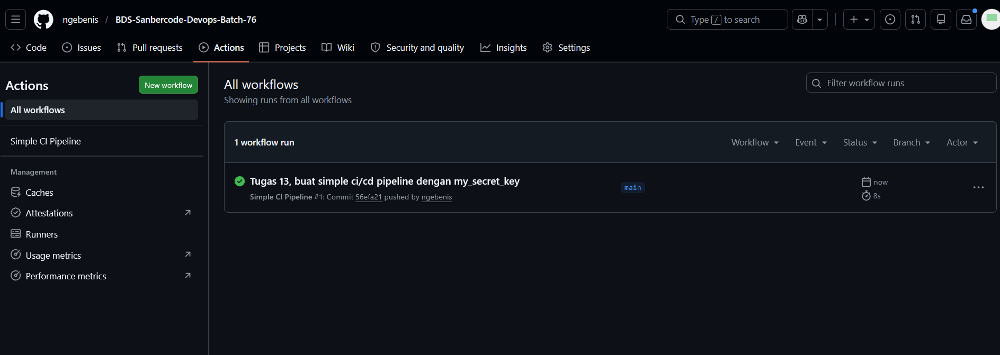 ngebenis / BDS-Sanbercode-Devops-Batch-76
Type / to search
Code Issues Pull requests Actions Projects Wiki Security and quality Insights Settings
Actions
New workflow
All workflows
Simple CI Pipeline
Management
Caches
Attestations
Runners
Usage metrics
Performance metrics
All workflows
Showing runs from all workflows
Filter workflow runs
1 workflow run
Workflow Event Status Branch Actor
Tugas 13, buat simple ci/cd pipeline dengan my_secret_key
Simple CI Pipeline #1: Commit 56efa21 pushed by ngebenis
main
now
8s